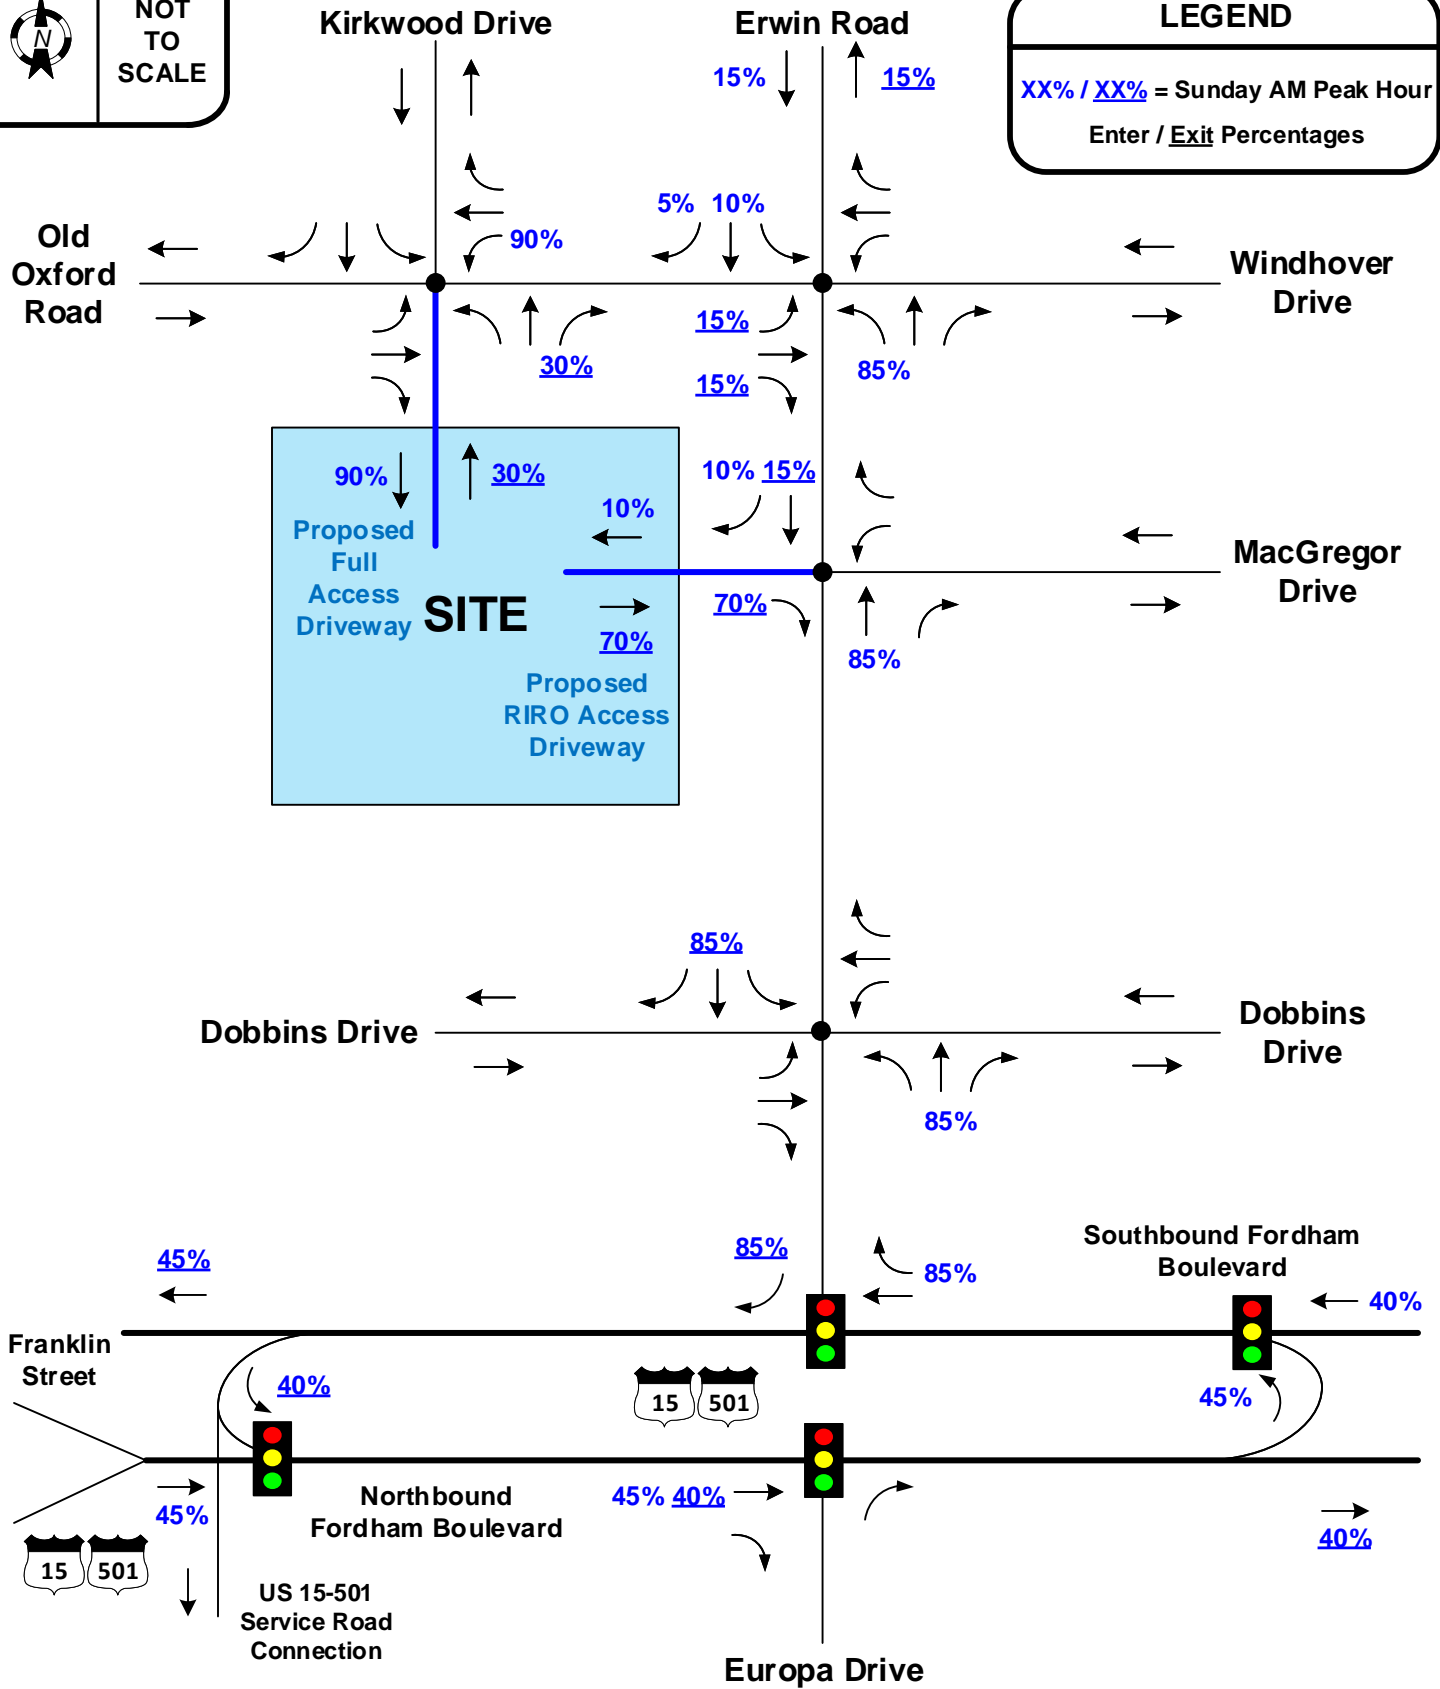 N
NOT
TO
SCALE
Kirkwood Drive
Erwin Road
LEGEND
XX% / XX% = Sunday AM Peak Hour
Enter / Exit Percentages
15%
15%
Old
Oxford
Road
90%
5% 10%
Windhover
Drive
30%
15%
15%
85%
90%
30%
10%
10% 15%
Proposed
Full
Access
Driveway
SITE
70%
70%
85%
MacGregor
Drive
Proposed
RIRO Access
Driveway
85%
Dobbins Drive
Dobbins
Drive
85%
Southbound Fordham
Boulevard
45%
85%
85%
40%
Franklin
Street
40%
15 501
45%
45%
Northbound
Fordham Boulevard
45% 40%
40%
15 501
US 15-501
Service Road
Connection
Europa Drive